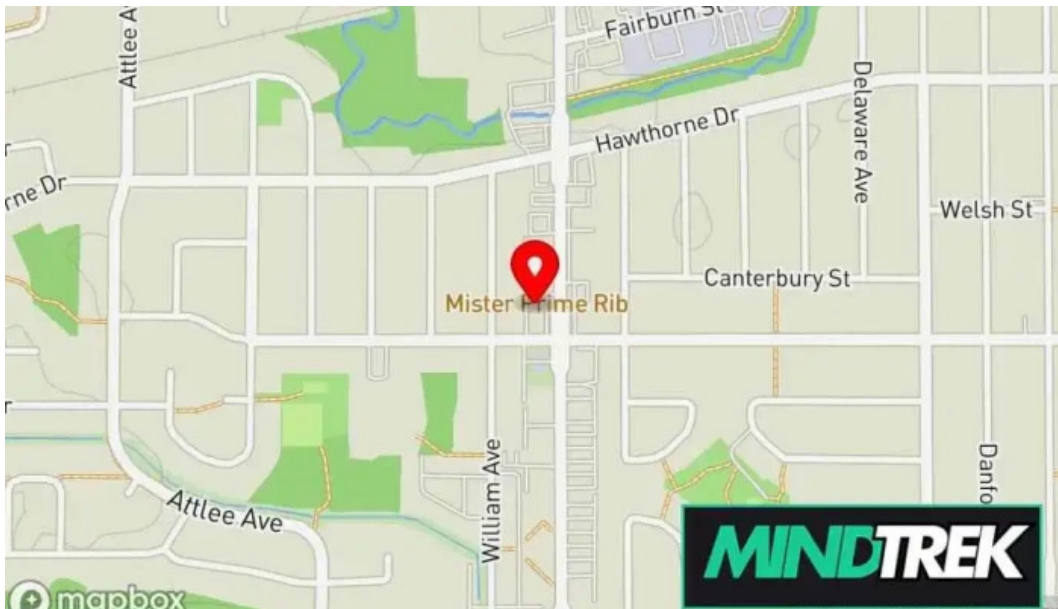 Attlee A
Fairburn St
Delaware Ave
Hawthorne Dr
rne Dr
Welsh St
Canterbury St
Mister Prime Rib
William Ave
Attlee Ave
Danfo
MINDTREK
mapbox